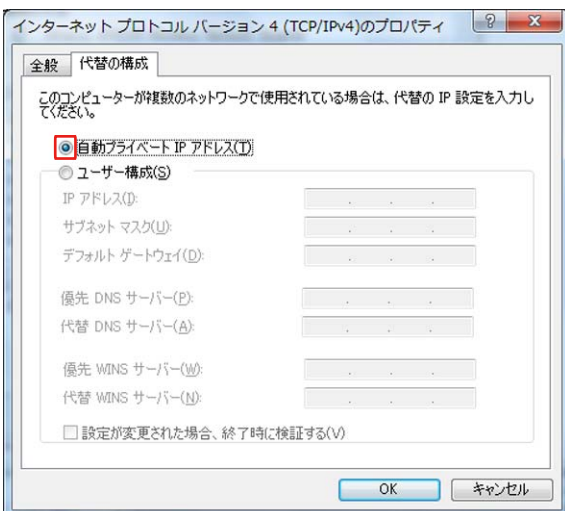 インターネット プロトコル バージョン 4 (TCP/IPv4)のプロパティ
全般 代替の構成
このコンピューターが複数のネットワークで使用されている場合は、代替の IP 設定を入力し
てください。
自動プライベート IP アドレス(T)
ユーザー構成(S)
IP アドレス(I):
サブネット マスク(U):
デフォルト ゲートウェイ(D):
優先 DNS サーバー(P):
代替 DNS サーバー(A):
優先 WINS サーバー(W):
代替 WINS サーバー(N):
設定が変更された場合、終了時に検証する(V)
OK キャンセル